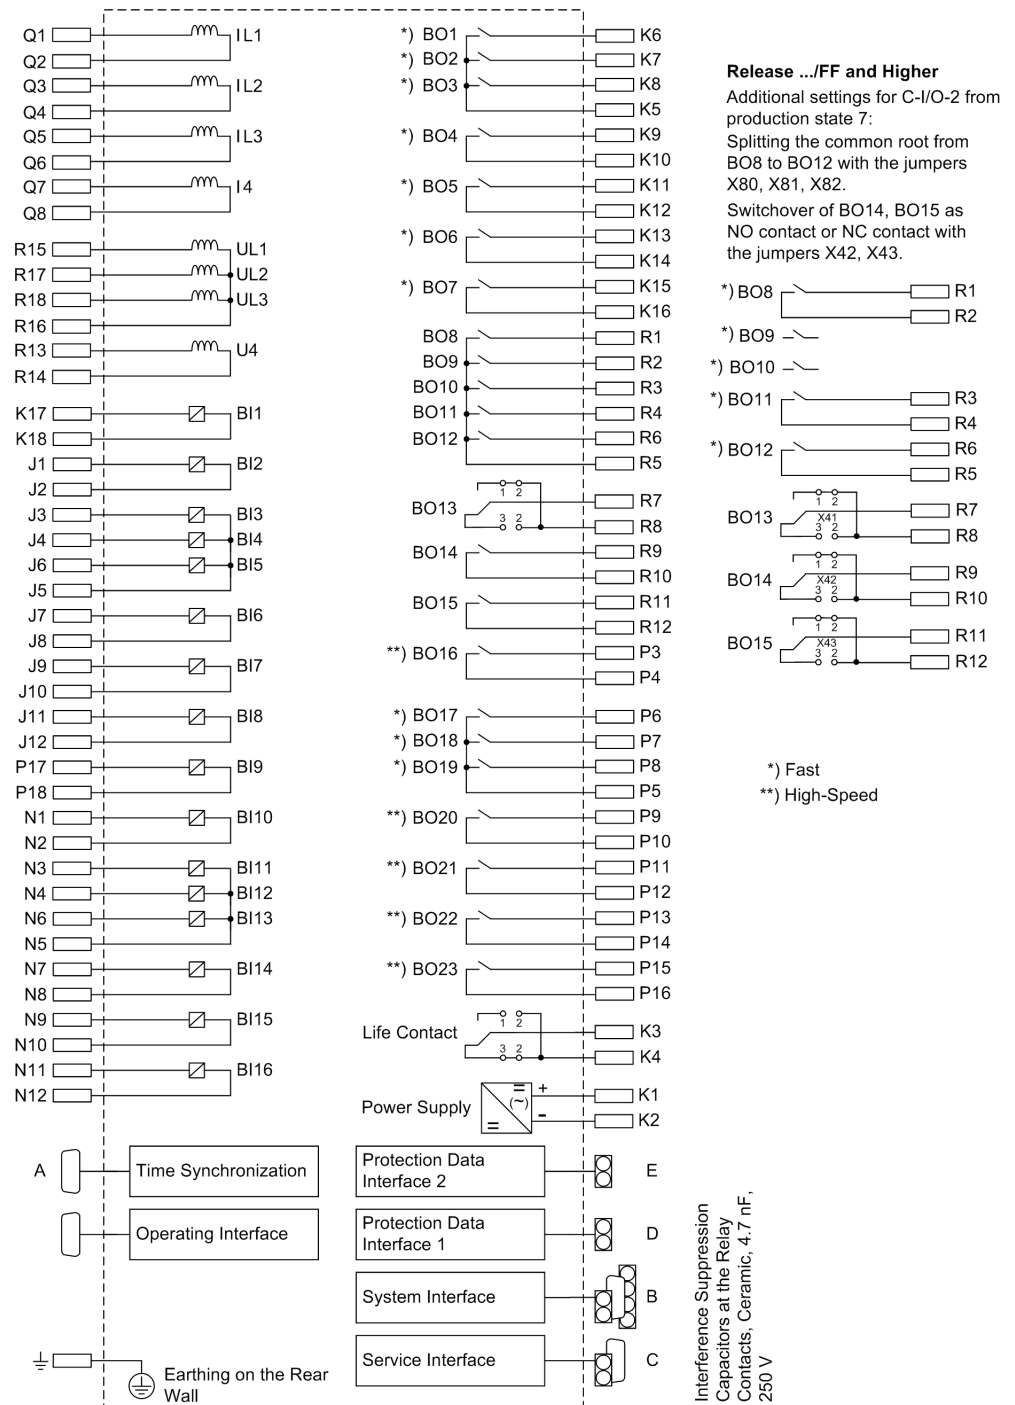 Q1 IL1 *) BO1 K6
Q2 *) BO2 K7
Q3 IL2 *) BO3 K8
Q4 K5
Q5 IL3 *) BO4 K9
Q6 K10
Q7 I4 *) BO5 K11
Q8 K12
*) BO6 K13
R15 UL1
K14
R17 UL2
*) BO7 K15
R18 UL3
K16
R16
BO8 R1
R13 U4
BO9 R2
R14
BO10 R3
K17 BI1 BO11 R4
K18 BO12 R6
J1 BI2 R5
J2
1 2
J3 BI3 BO13 R7
3 2
J4 BI4 R8
J6 BI5 BO14 R9
J5 R10
J7 BI6 BO15 R11
J8 R12
J9 BI7 **) BO16 P3
J10 P4
J11 BI8 *) BO17 P6
J12 *) BO18 P7
P17 BI9 *) BO19 P8
P18 P5
N1 BI10 **) BO20 P9
N2 P10
N3 BI11 **) BO21 P11
N4 BI12 P12
N6 BI13 **) BO22 P13
N5 P14
N7 BI14 **) BO23 P15
N8 P16
N9 BI15
1 2
Life Contact K3
N10
3 2
K4
N11 BI16
N12
Power Supply = (~) = + - K1
K2
A Time Synchronization
Protection Data
Interface 2
E
Operating Interface
Protection Data
Interface 1
D
System Interface B
Service Interface C
Earthing on the Rear
Wall
Release .../FF and Higher
Additional settings for C-I/O-2 from
production state 7:
Splitting the common root from
BO8 to BO12 with the jumpers
X80, X81, X82.
Switchover of BO14, BO15 as
NO contact or NC contact with
the jumpers X42, X43.
*) BO8 R1
R2
*) BO9
*) BO10
*) BO11 R3
R4
*) BO12 R6
R5
1 2
BO13 X41 R7
3 2
R8
1 2
BO14 X42 R9
3 2
R10
1 2
BO15 X43 R11
3 2
R12
*) Fast
**) High-Speed
Interference Suppression
Capacitors at the Relay
Contacts, Ceramic, 4.7 nF,
250 V